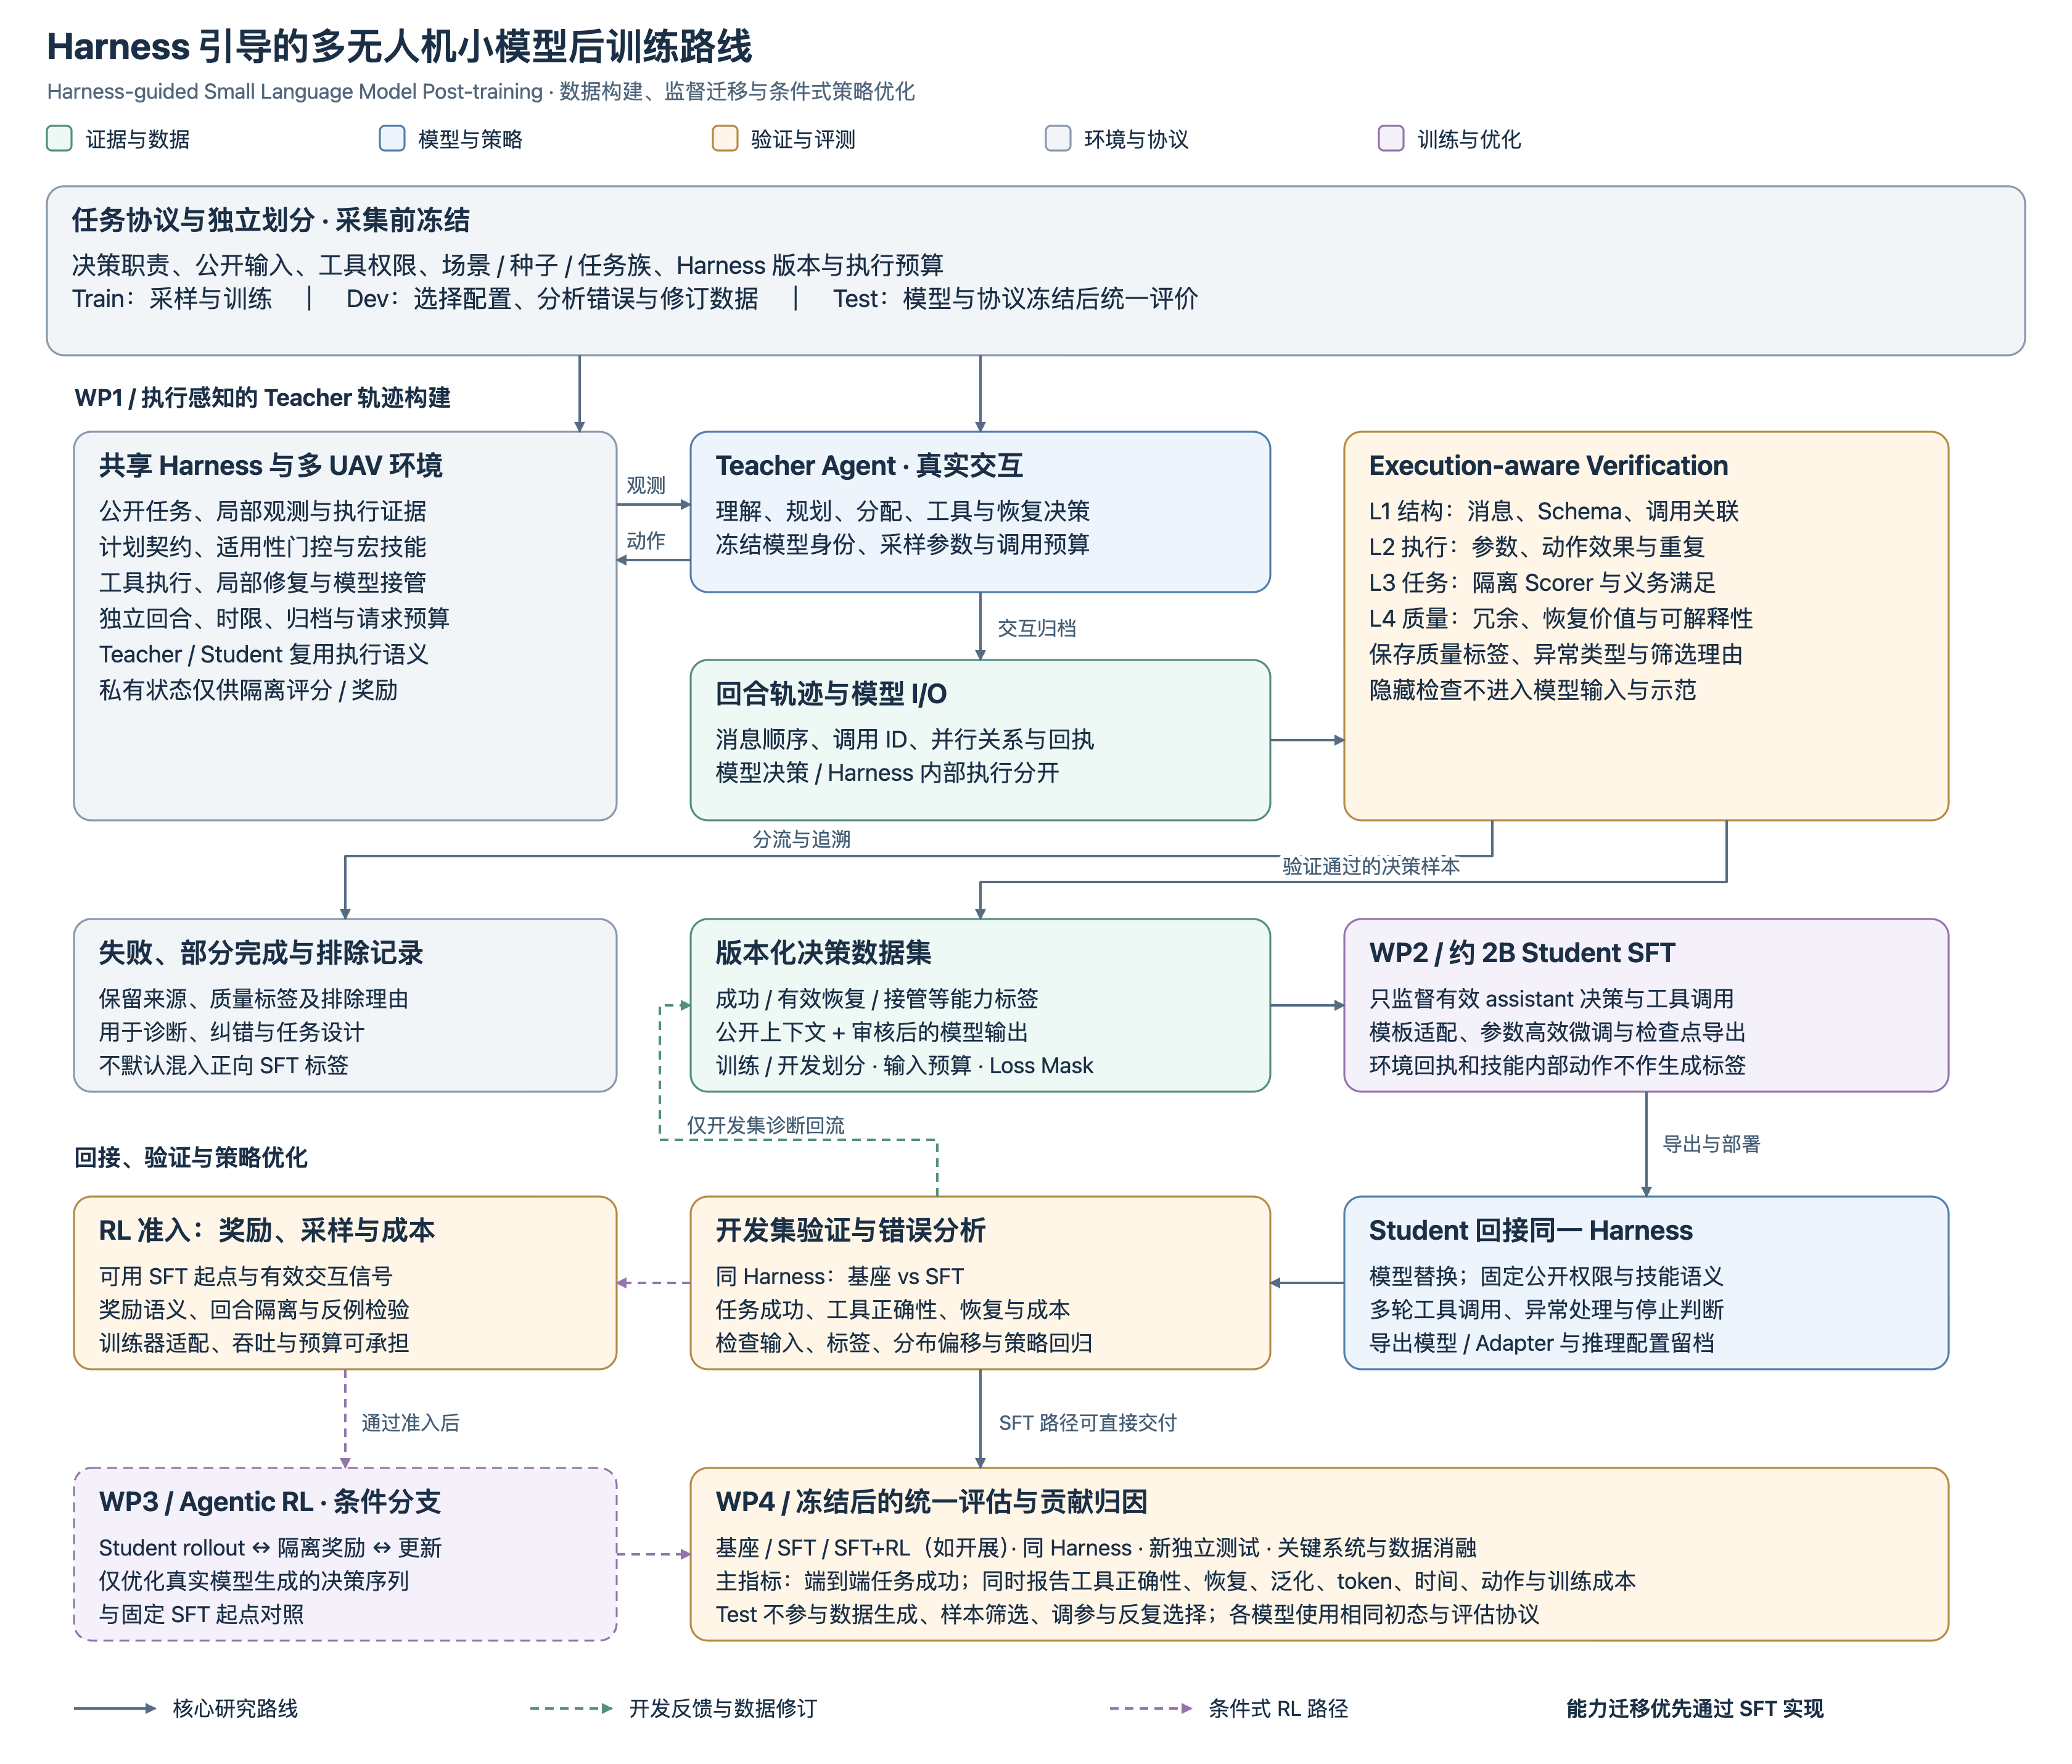 Harness 引导的多无人机小模型后训练路线
Harness-guided Small Language Model Post-training · 数据构建、监督迁移与条件式策略优化
证据与数据
模型与策略
验证与评测
环境与协议
训练与优化
任务协议与独立划分 · 采集前冻结
决策职责、公开输入、工具权限、场景 / 种子 / 任务族、Harness 版本与执行预算
Train：采样与训练 | Dev：选择配置、分析错误与修订数据 | Test：模型与协议冻结后统一评价
WP1 / 执行感知的 Teacher 轨迹构建
共享 Harness 与多 UAV 环境
公开任务、局部观测与执行证据
计划契约、适用性门控与宏技能
工具执行、局部修复与模型接管
独立回合、时限、归档与请求预算
Teacher / Student 复用执行语义
私有状态仅供隔离评分 / 奖励
观测
动作
Teacher Agent · 真实交互
理解、规划、分配、工具与恢复决策
冻结模型身份、采样参数与调用预算
交互归档
回合轨迹与模型 I/O
消息顺序、调用 ID、并行关系与回执
模型决策 / Harness 内部执行分开
Execution-aware Verification
L1 结构：消息、Schema、调用关联
L2 执行：参数、动作效果与重复
L3 任务：隔离 Scorer 与义务满足
L4 质量：冗余、恢复价值与可解释性
保存质量标签、异常类型与筛选理由
隐藏检查不进入模型输入与示范
分流与追溯
验证通过的决策样本
失败、部分完成与排除记录
保留来源、质量标签及排除理由
用于诊断、纠错与任务设计
不默认混入正向 SFT 标签
版本化决策数据集
成功 / 有效恢复 / 接管等能力标签
公开上下文 + 审核后的模型输出
训练 / 开发划分 · 输入预算 · Loss Mask
WP2 / 约 2B Student SFT
只监督有效 assistant 决策与工具调用
模板适配、参数高效微调与检查点导出
环境回执和技能内部动作不作生成标签
仅开发集诊断回流
导出与部署
回接、验证与策略优化
RL 准入：奖励、采样与成本
可用 SFT 起点与有效交互信号
奖励语义、回合隔离与反例检验
训练器适配、吞吐与预算可承担
开发集验证与错误分析
同 Harness：基座 vs SFT
任务成功、工具正确性、恢复与成本
检查输入、标签、分布偏移与策略回归
Student 回接同一 Harness
模型替换；固定公开权限与技能语义
多轮工具调用、异常处理与停止判断
导出模型 / Adapter 与推理配置留档
通过准入后
SFT 路径可直接交付
WP3 / Agentic RL · 条件分支
Student rollout ↔ 隔离奖励 ↔ 更新
仅优化真实模型生成的决策序列
与固定 SFT 起点对照
WP4 / 冻结后的统一评估与贡献归因
基座 / SFT / SFT+RL（如开展）· 同 Harness · 新独立测试 · 关键系统与数据消融
主指标：端到端任务成功；同时报告工具正确性、恢复、泛化、token、时间、动作与训练成本
Test 不参与数据生成、样本筛选、调参与反复选择；各模型使用相同初态与评估协议
核心研究路线
开发反馈与数据修订
条件式 RL 路径
能力迁移优先通过 SFT 实现